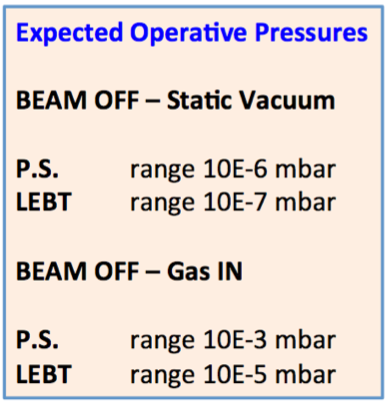 Expected Operative Pressures
BEAM OFF – Static Vacuum
P.S. range 10E-6 mbar
LEBT range 10E-7 mbar
BEAM OFF – Gas IN
P.S. range 10E-3 mbar
LEBT range 10E-5 mbar